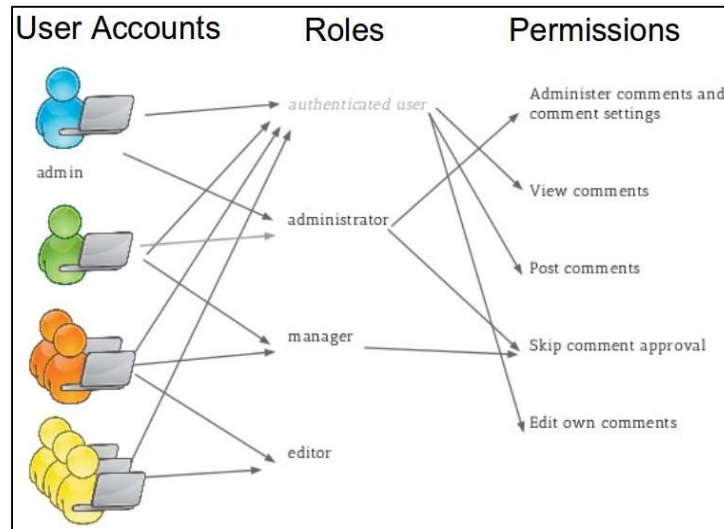 User Accounts
Roles
Permissions
authenticated user
Administer comments and
comment settings
admin
View comments
administrator
Post comments
manager
Skip comment approval
Edit own comments
editor